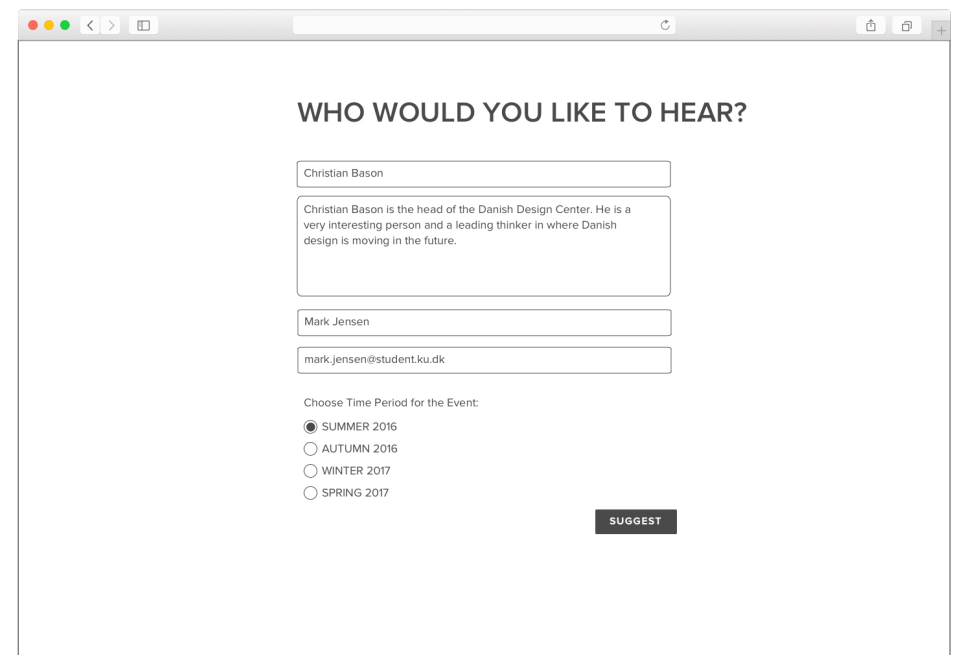 WHO WOULD YOU LIKE TO HEAR?
Christian Bason
Christian Bason is the head of the Danish Design Center. He is a
very interesting person and a leading thinker in where Danish
design is moving in the future.
Mark Jensen
mark.jensen@student.ku.dk
Choose Time Period for the Event:
SUMMER 2016
AUTUMN 2016
WINTER 2017
SPRING 2017
SUGGEST